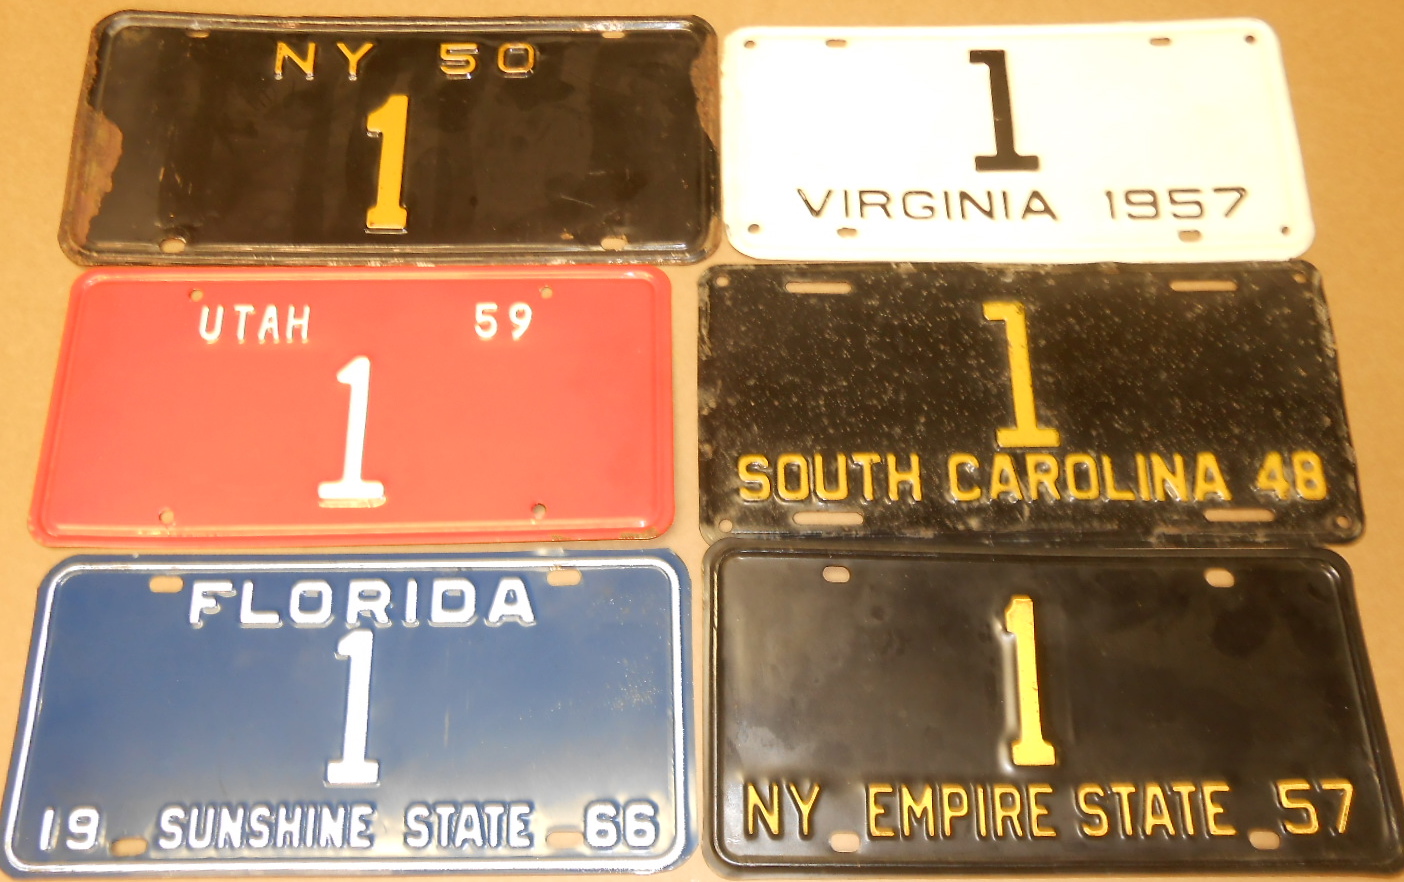 NY 50
1
1
VIRGINIA 1957
UTAH 59
1
1
SOUTH CAROLINA 48
FLORIDA
1
19 SUNSHINE STATE 66
1
NY EMPIRE STATE 57